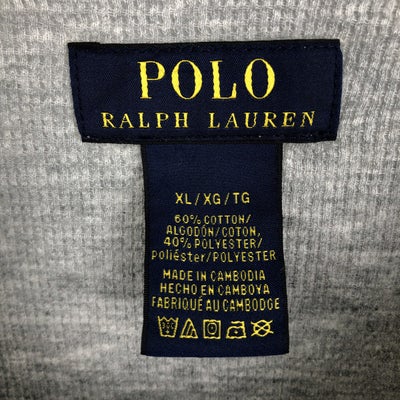 POLO
RALPH LAUREN
XL/XG/TG
60% COTTON/
ALGODÓN/COTON,
40% POLYESTER/
poliéster/POLYESTER
MADE IN CAMBODIA
HECHO EN CAMBOYA
FABRIQUÉ AU CAMBODGE